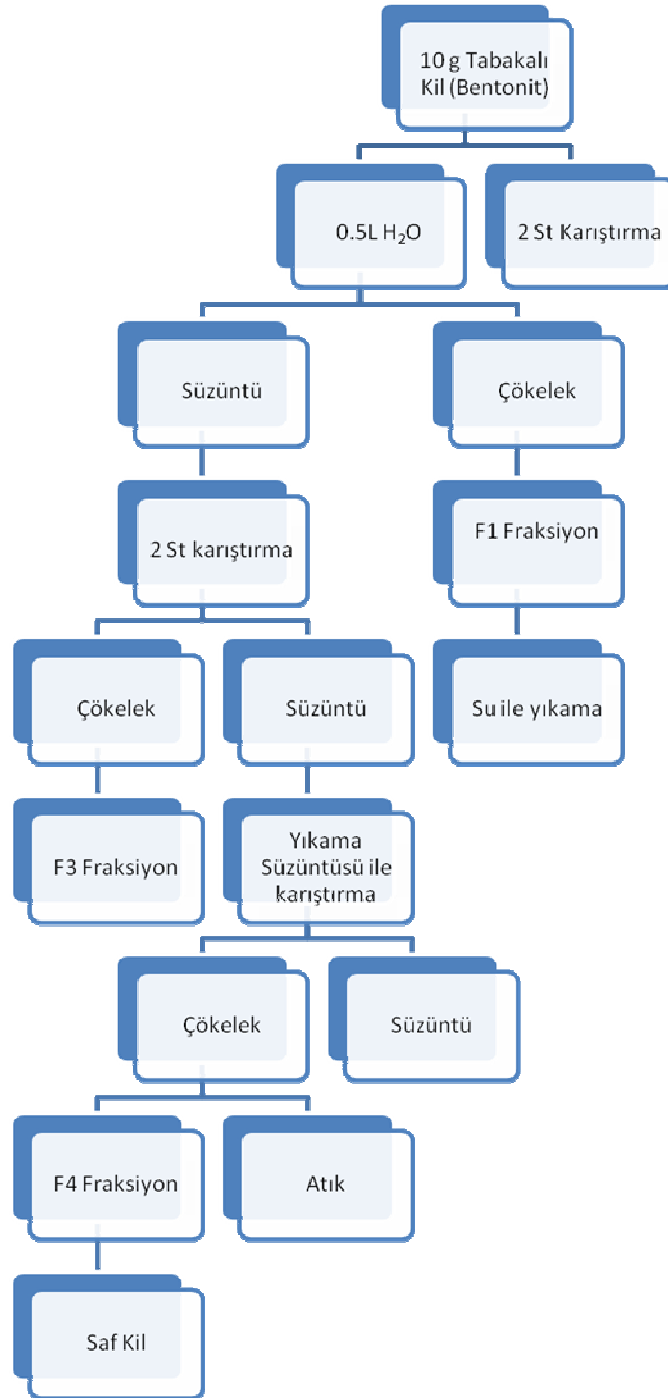 10 g Tabakalı
Kil (Bentonit)
0.5L H₂O
2 St Karıştırma
Süzüntü
Çökelek
2 St karıştırma
F1 Fraksiyon
Çökelek
Süzüntü
Su ile yıkama
F3 Fraksiyon
Yıkama
Süzüntüsü ile
karıştırma
Çökelek
Süzüntü
F4 Fraksiyon
Atık
Saf Kil